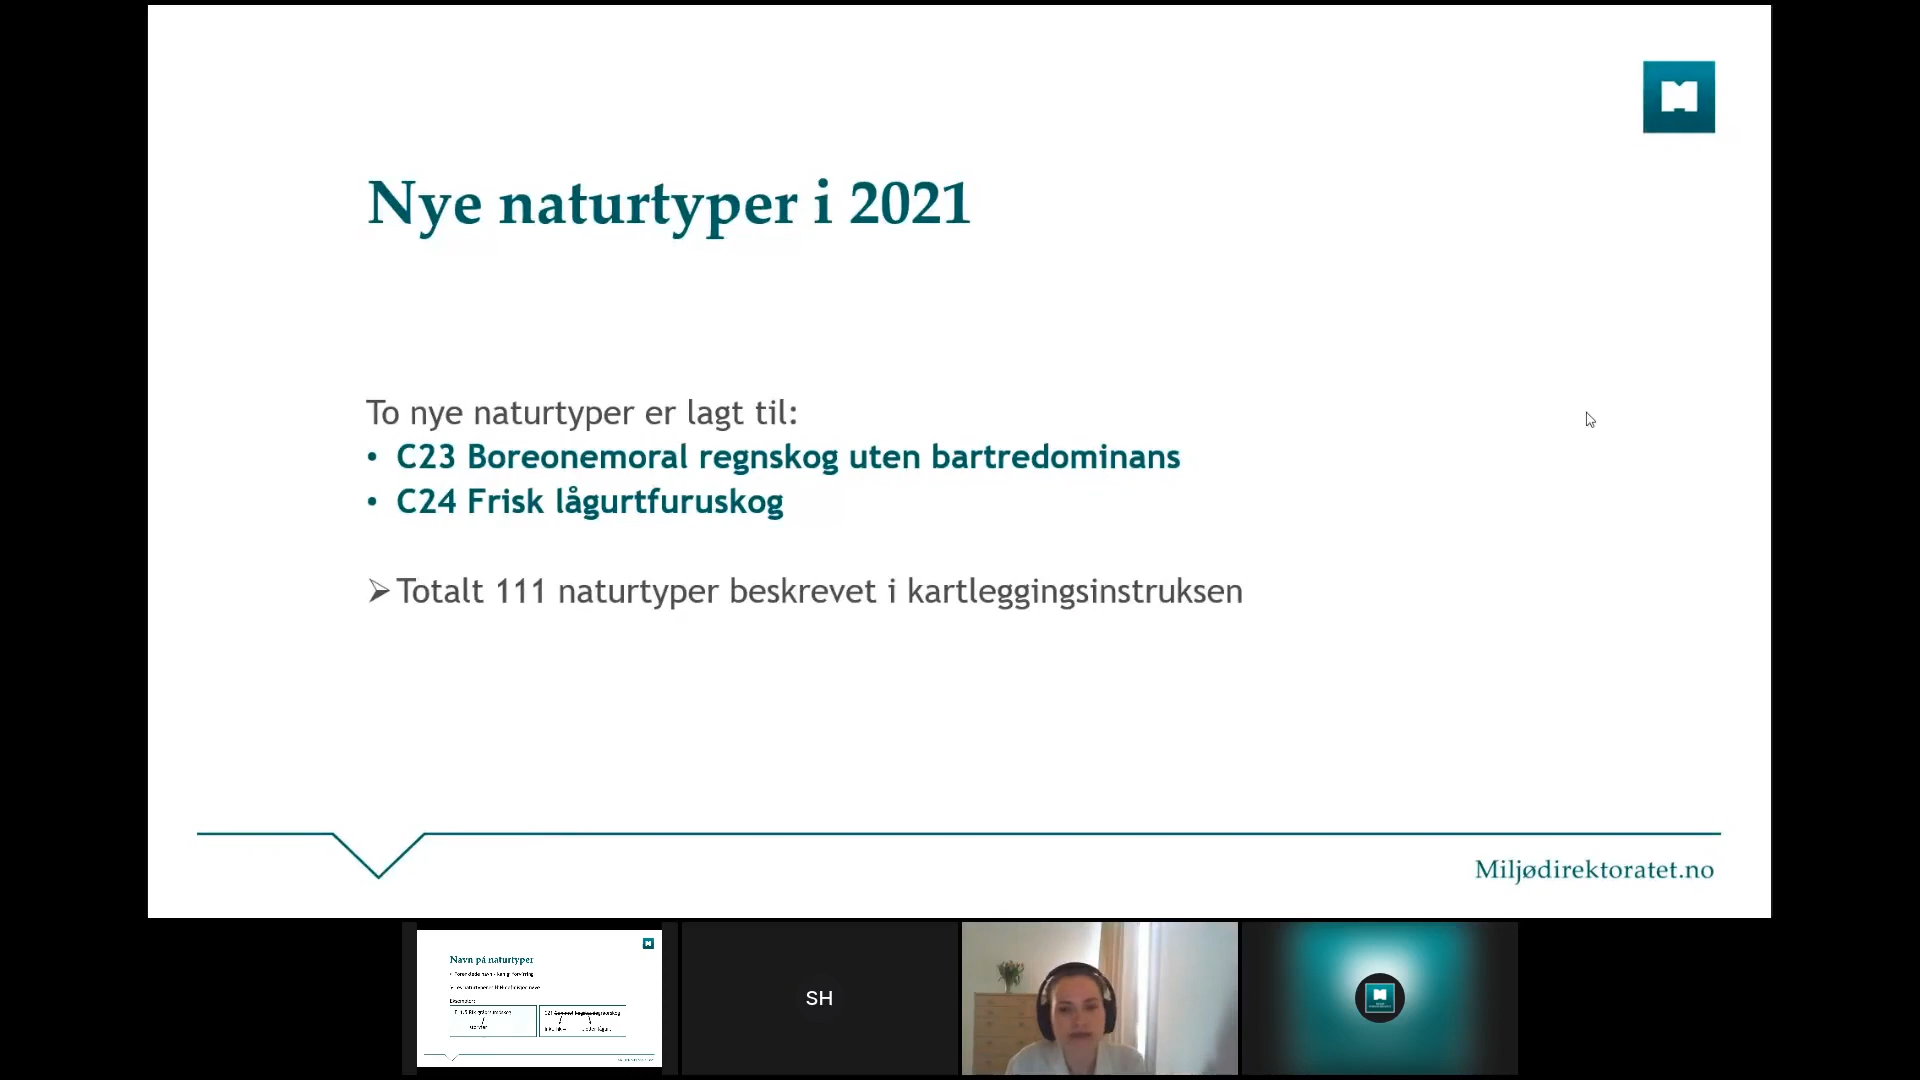 Nye naturtyper i 2021
To nye naturtyper er lagt til:
• C23 Boreonemoral regnskog uten bartredominans
• C24 Frisk lågurtfuruskog
➢ Totalt 111 naturtyper beskrevet i kartleggingsinstruksen
Miljødirektoratet.no
Navn på naturtyper
Eksempler:
SH